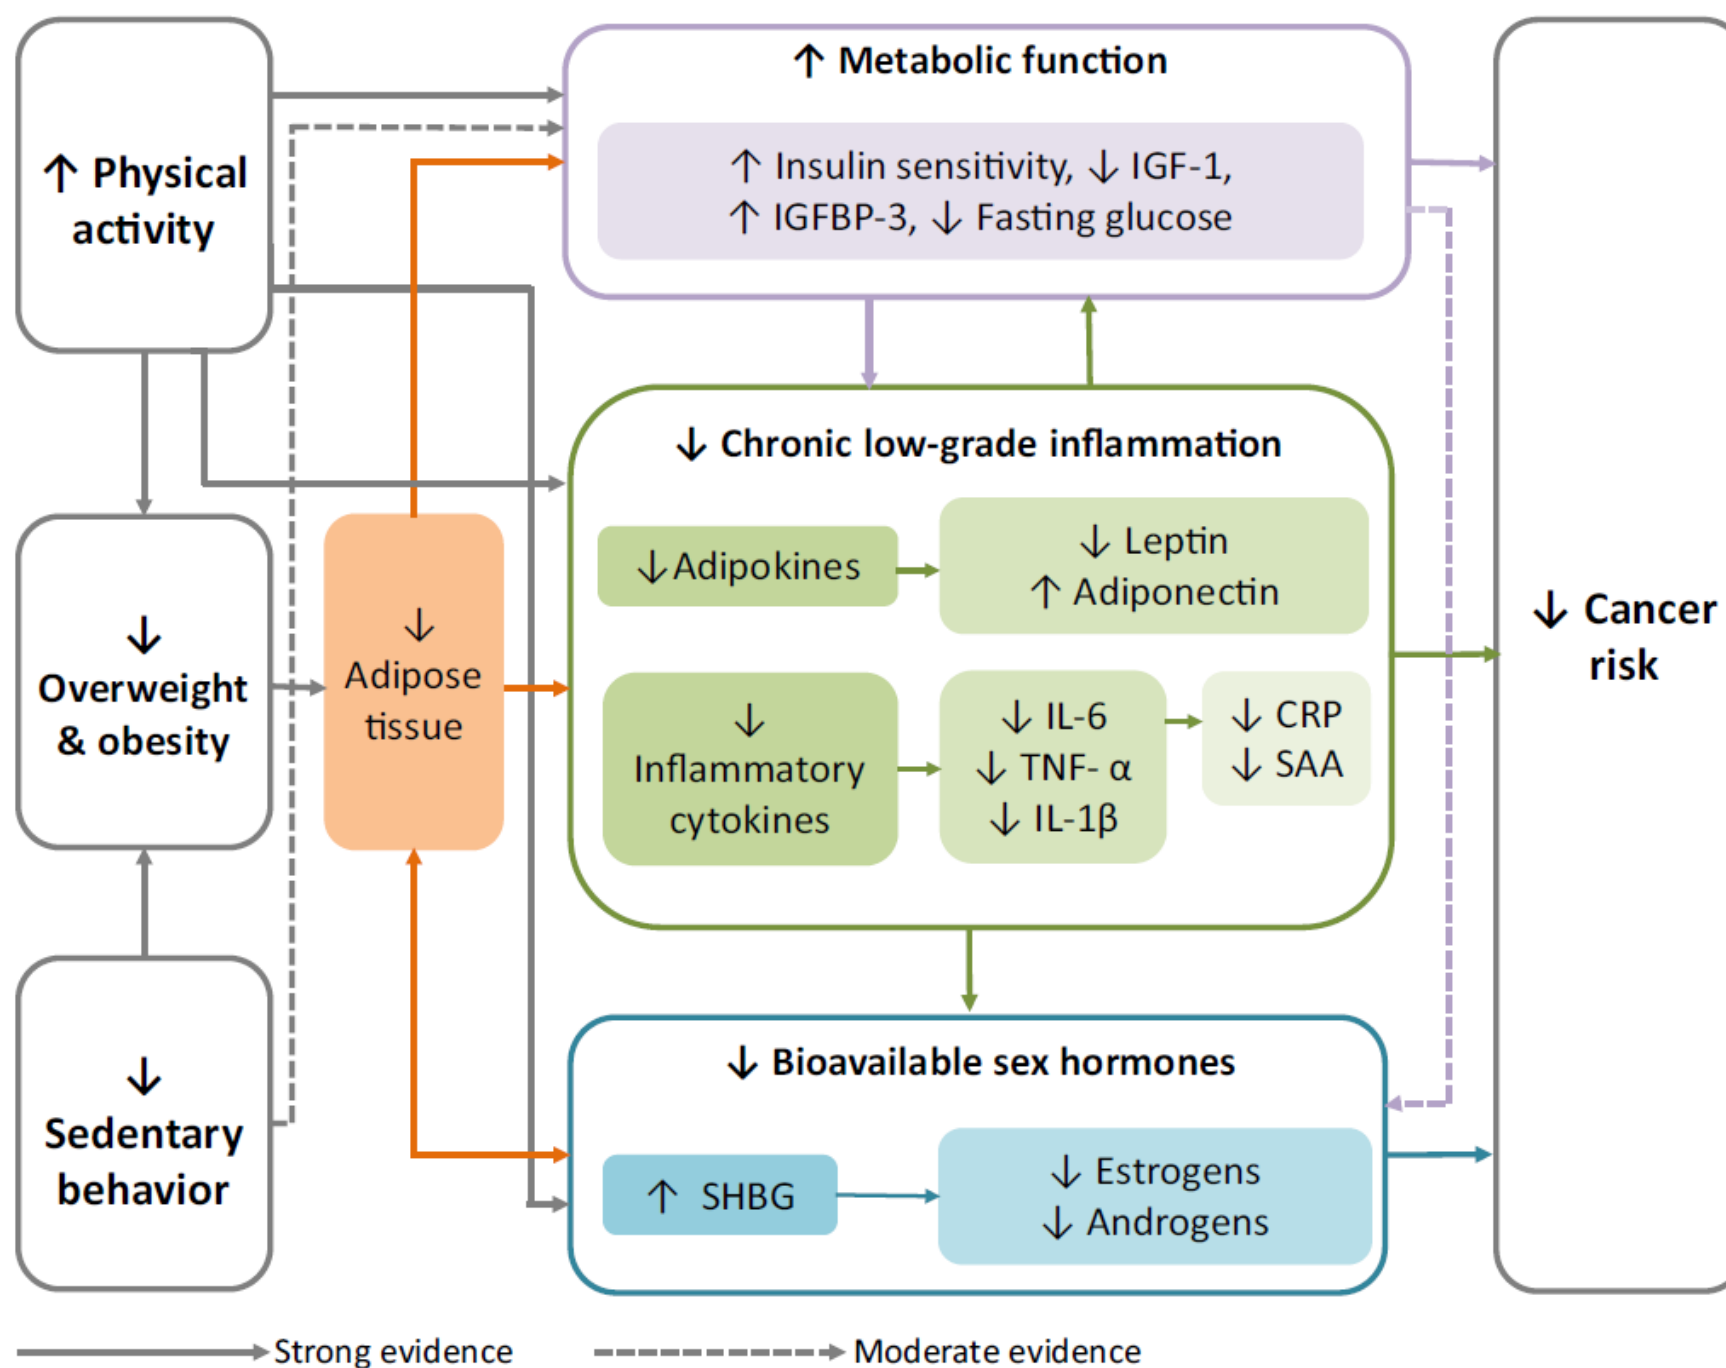 ↑ Physical
activity
↓
Overweight
& obesity
↓
Sedentary
behavior
↓
Adipose
tissue
↑ Metabolic function
↑ Insulin sensitivity, ↓ IGF-1,
↑ IGFBP-3, ↓ Fasting glucose
↓ Chronic low-grade inflammation
↓Adipokines
↓ Leptin
↑ Adiponectin
↓
Inflammatory
cytokines
↓ IL-6
↓ TNF- α
↓ IL-1β
↓ CRP
↓ SAA
↓ Bioavailable sex hormones
↑ SHBG
↓ Estrogens
↓ Androgens
↓ Cancer
risk
Strong evidence
Moderate evidence